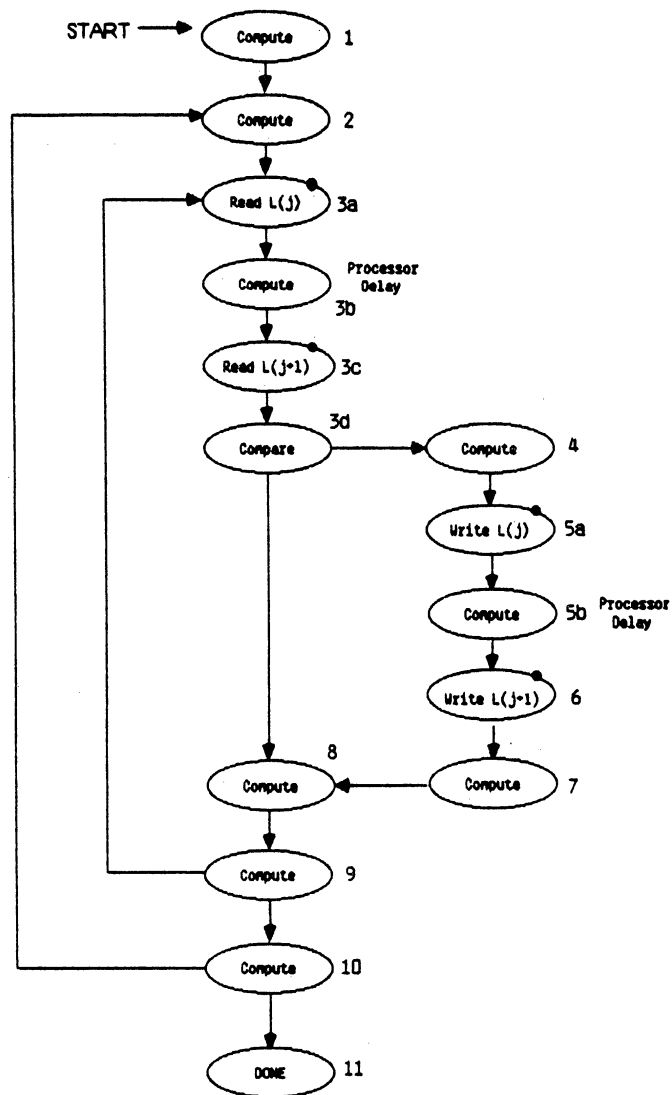 START
Compute 1
Compute 2
Read L(j) 3a
Compute
Processor
Delay
3b
Read L(j+1) 3c
3d
Compare
Compute 4
Write L(j) 5a
Compute 5b Processor
Delay
Write L(j+1) 6
8
Compute
Compute 7
Compute 9
Compute 10
DONE 11